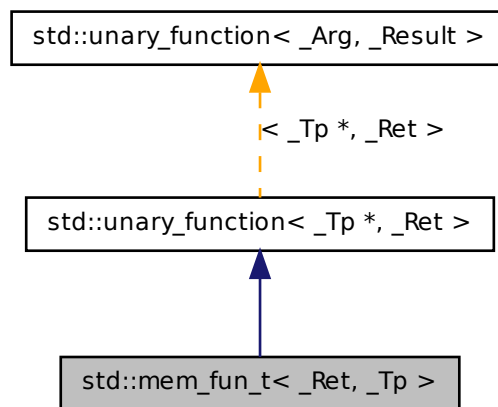 std::unary_function< _Arg, _Result >
< _Tp *, _Ret >
std::unary_function< _Tp *, _Ret >
std::mem_fun_t< _Ret, _Tp >